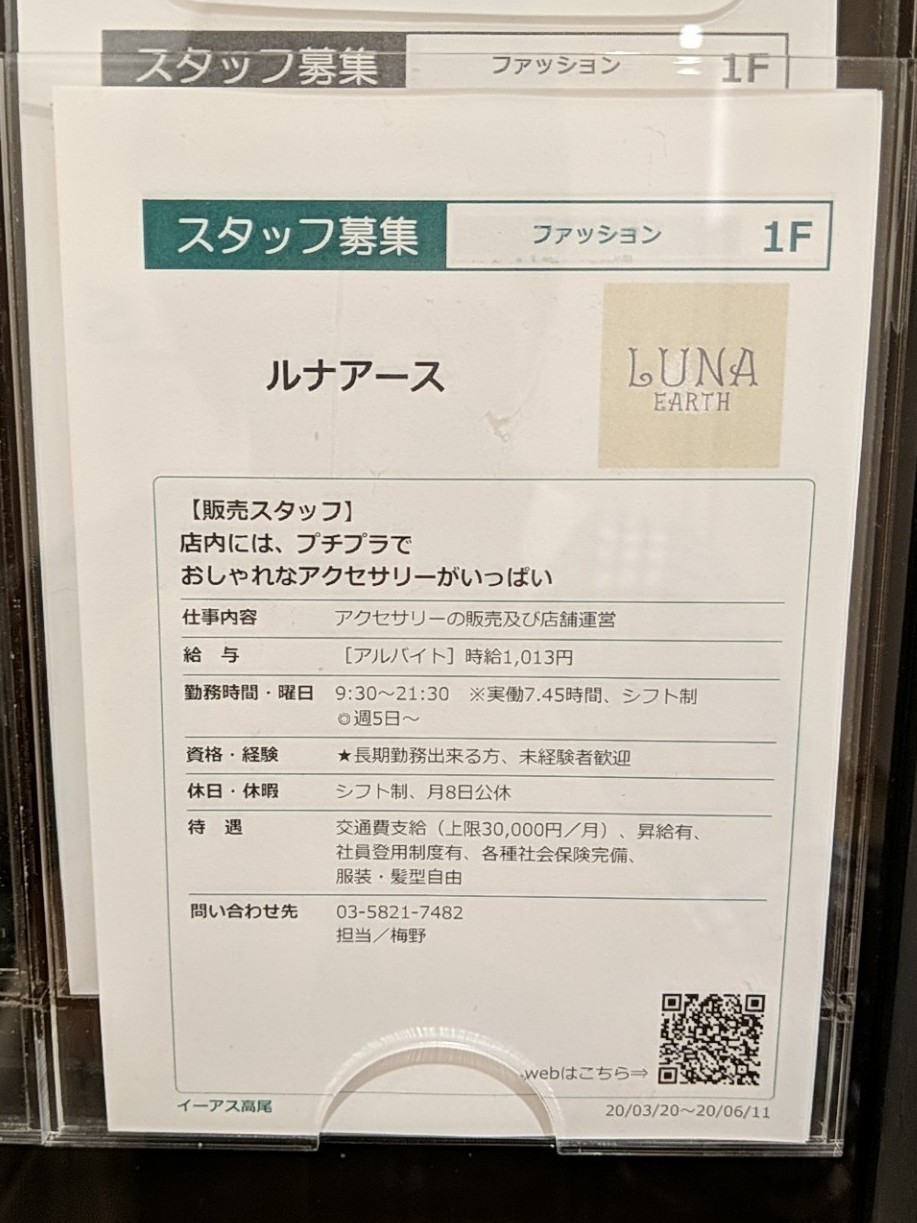 スタッフ募集 ファッション 1F
スタッフ募集 ファッション 1F
ルナアース
LUNA
EARTH
【販売スタッフ】
店内には、プチプラで
おしゃれなアクセサリーがいっぱい
仕事内容 アクセサリーの販売及び店舗運営
給 与 ［アルバイト］時給1,013円
勤務時間・曜日 9:30～21:30 ※実働7.45時間、シフト制
◎週5日～
資格・経験 ★長期勤務出来る方、未経験者歓迎
休日・休暇 シフト制、月8日公休
待 遇 交通費支給（上限30,000円／月）、昇給有、
社員登用制度有、各種社会保険完備、
服装・髪型自由
問い合わせ先 03-5821-7482
担当／梅野
webはこちら⇒
イーアス高尾 20/03/20～20/06/11